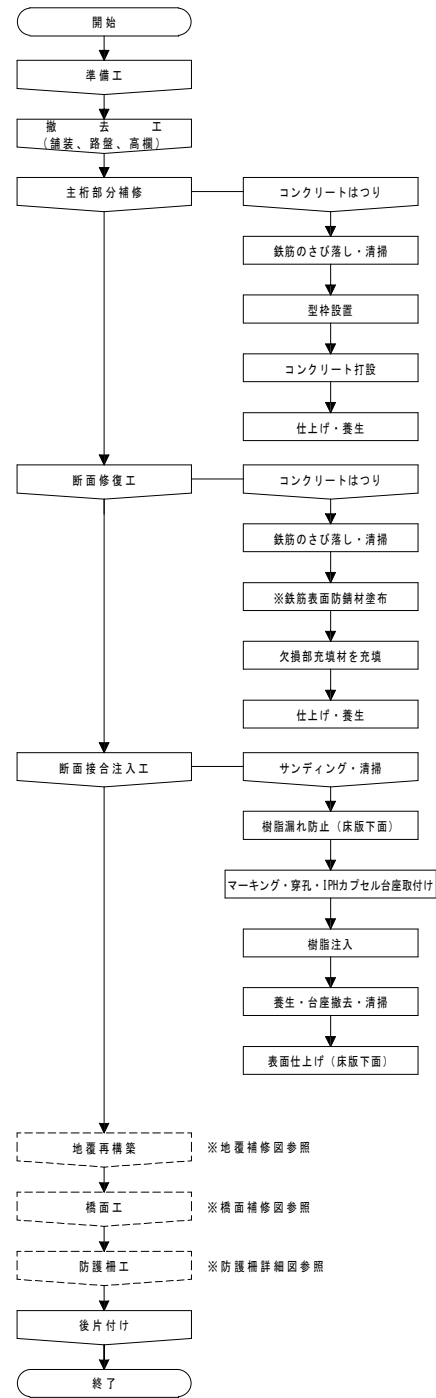 開始
準備工
撤去工
(舗装、路盤、高欄)
主桁部分補修
コンクリートはつり
鉄筋のさび落し・清掃
型枠設置
コンクリート打設
仕上げ・養生
断面修復工
コンクリートはつり
鉄筋のさび落し・清掃
※鉄筋表面防錆材塗布
欠損部充填材を充填
仕上げ・養生
断面接合注入工
サンディング・清掃
樹脂漏れ防止(床版下面)
マーキング・穿孔・IPHカプセル台座取付け
樹脂注入
養生・台座撤去・清掃
表面仕上げ(床版下面)
地覆再構築
※地覆補修図参照
橋面工
※橋面補修図参照
防護柵工
※防護柵詳細図参照
後片付け
終了